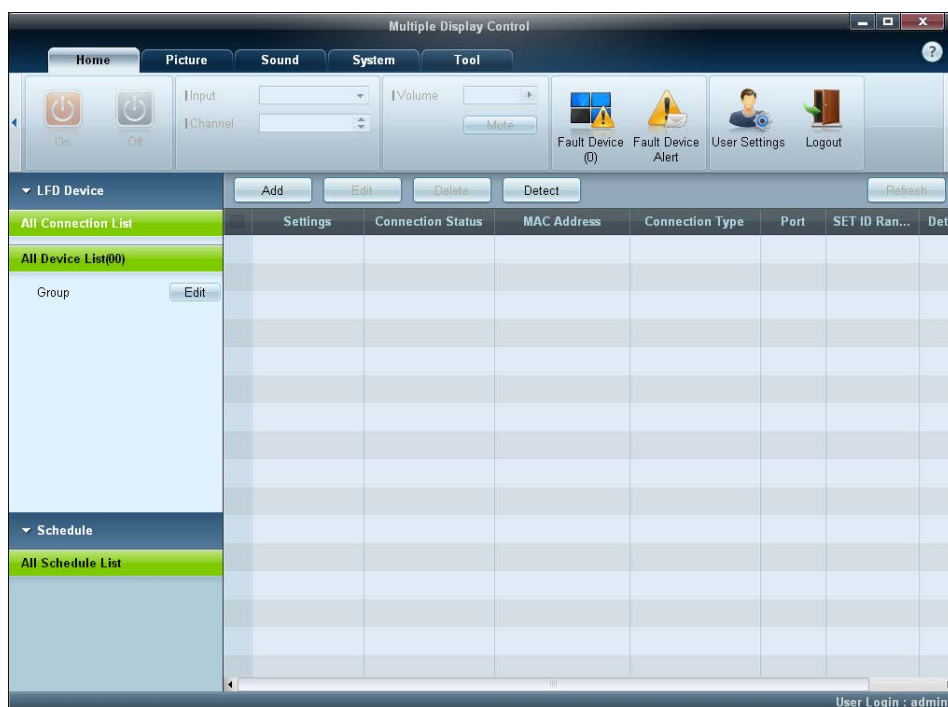 Multiple Display Control
Home Picture Sound System Tool
Input
Volume
Channel
Mute
On Off
Fault Device (0)
Fault Device Alert
User Settings
Logout
LFD Device
Add Edit Delete Detect Refresh
All Connection List
Settings Connection Status MAC Address Connection Type Port SET ID Ran... Det
All Device List(00)
Group Edit
Schedule
All Schedule List
User Login : admin